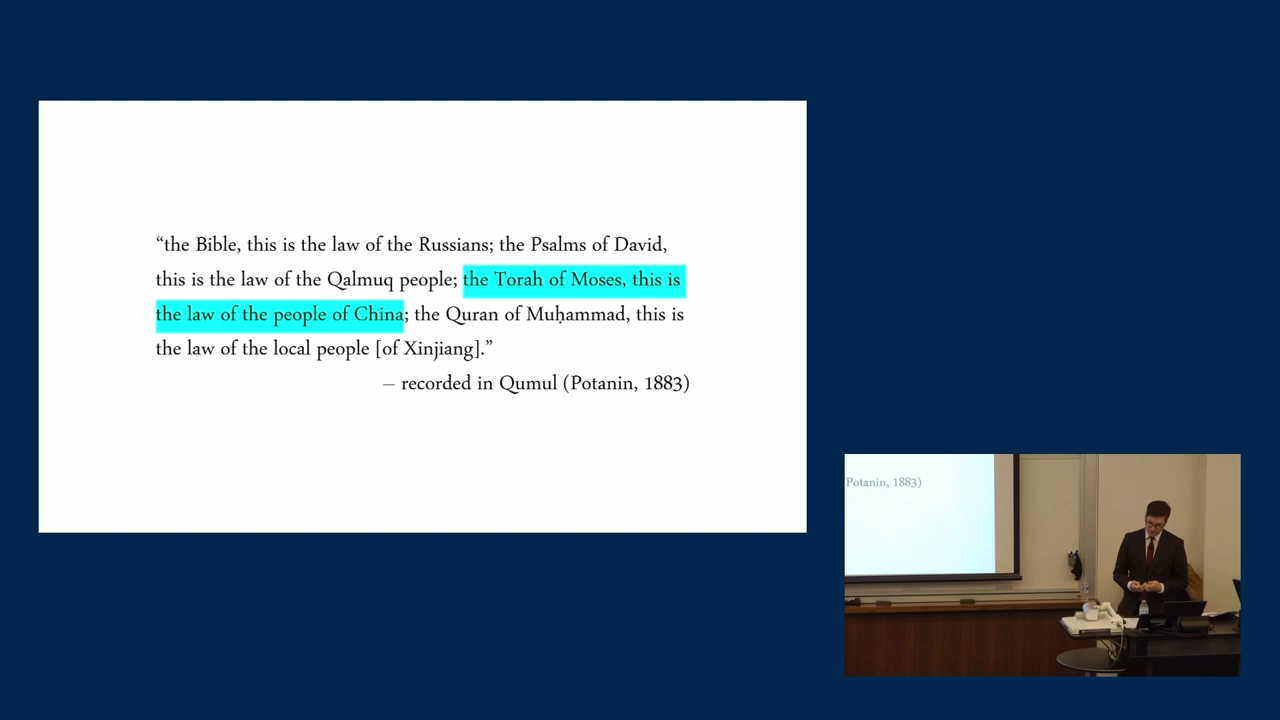 “the Bible, this is the law of the Russians; the Psalms of David,
this is the law of the Qalmuq people; the Torah of Moses, this is
the law of the people of China; the Quran of Muḥammad, this is
the law of the local people [of Xinjiang].”
– recorded in Qumul (Potanin, 1883)
Potanin, 1883)